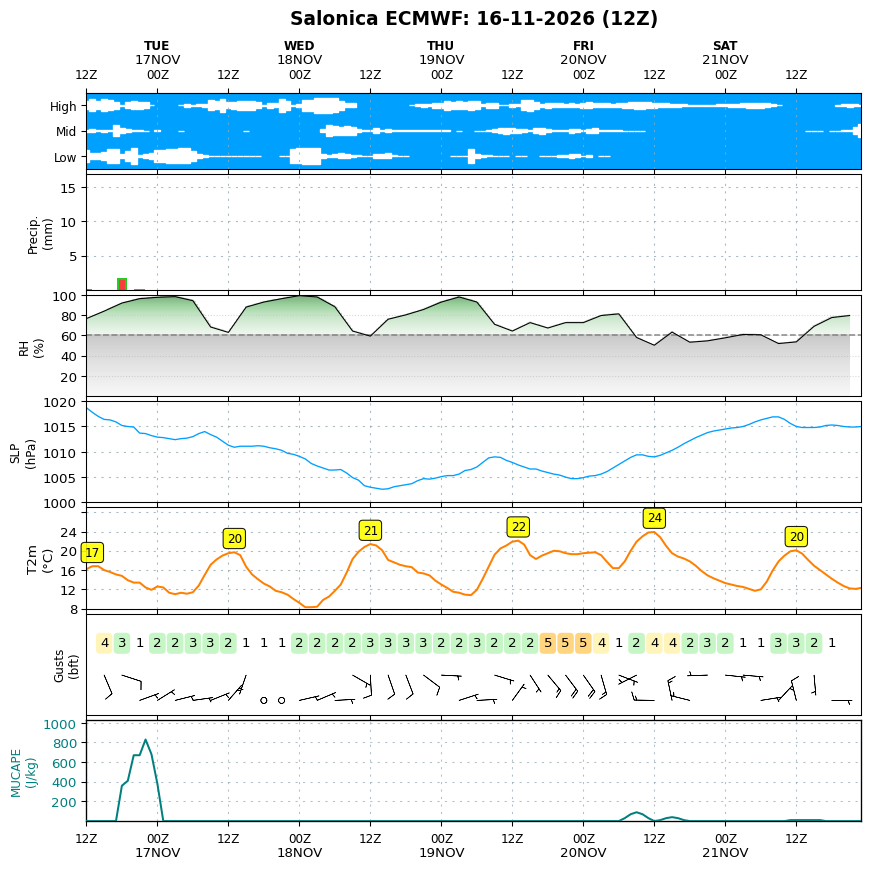 Salonica ECMWF: 16-11-2026 (12Z)
TUE WED THU FRI SAT
17NOV 18NOV 19NOV 20NOV 21NOV
12Z 00Z 12Z 00Z 12Z 00Z 12Z 00Z 12Z 00Z 12Z
High
Mid
Low
Precip.
(mm)
15
10
5
RH
(%)
100
80
60
40
20
SLP
(hPa)
1020
1015
1010
1005
1000
T2m
(°C)
24
20
16
12
8
17 20 21 22 24 20
Gusts
(bft)
4 3 1 2 2 3 3 2 1 1 1 2 2 2 2 3 3 3 3 2 2 3 2 2 2 5 5 5 4 1 2 4 4 2 3 2 1 1 3 3 2 1
MUCAPE
(J/kg)
1000
800
600
400
200
12Z 00Z 12Z 00Z 12Z 00Z 12Z 00Z 12Z 00Z 12Z
17NOV 18NOV 19NOV 20NOV 21NOV